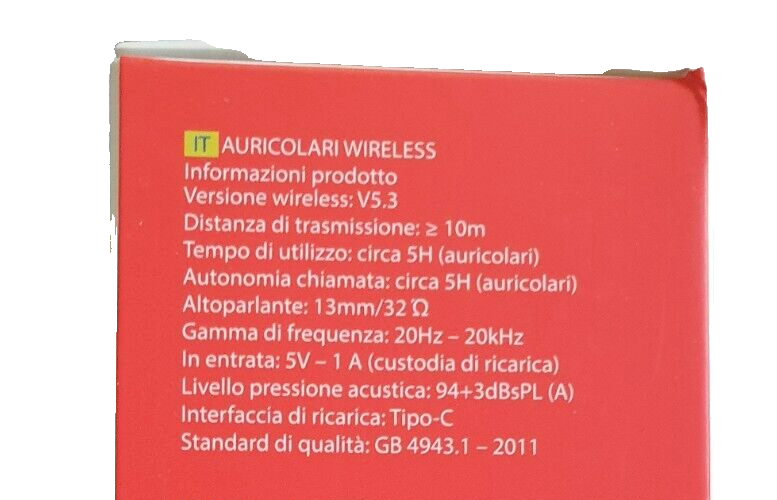 IT AURICOLARI WIRELESS
Informazioni prodotto
Versione wireless: V5.3
Distanza di trasmissione: ≥ 10m
Tempo di utilizzo: circa 5H (auricolari)
Autonomia chiamata: circa 5H (auricolari)
Altoparlante: 13mm/32 Ω
Gamma di frequenza: 20Hz – 20kHz
In entrata: 5V – 1 A (custodia di ricarica)
Livello pressione acustica: 94+3dBsPL (A)
Interfaccia di ricarica: Tipo-C
Standard di qualità: GB 4943.1 – 2011